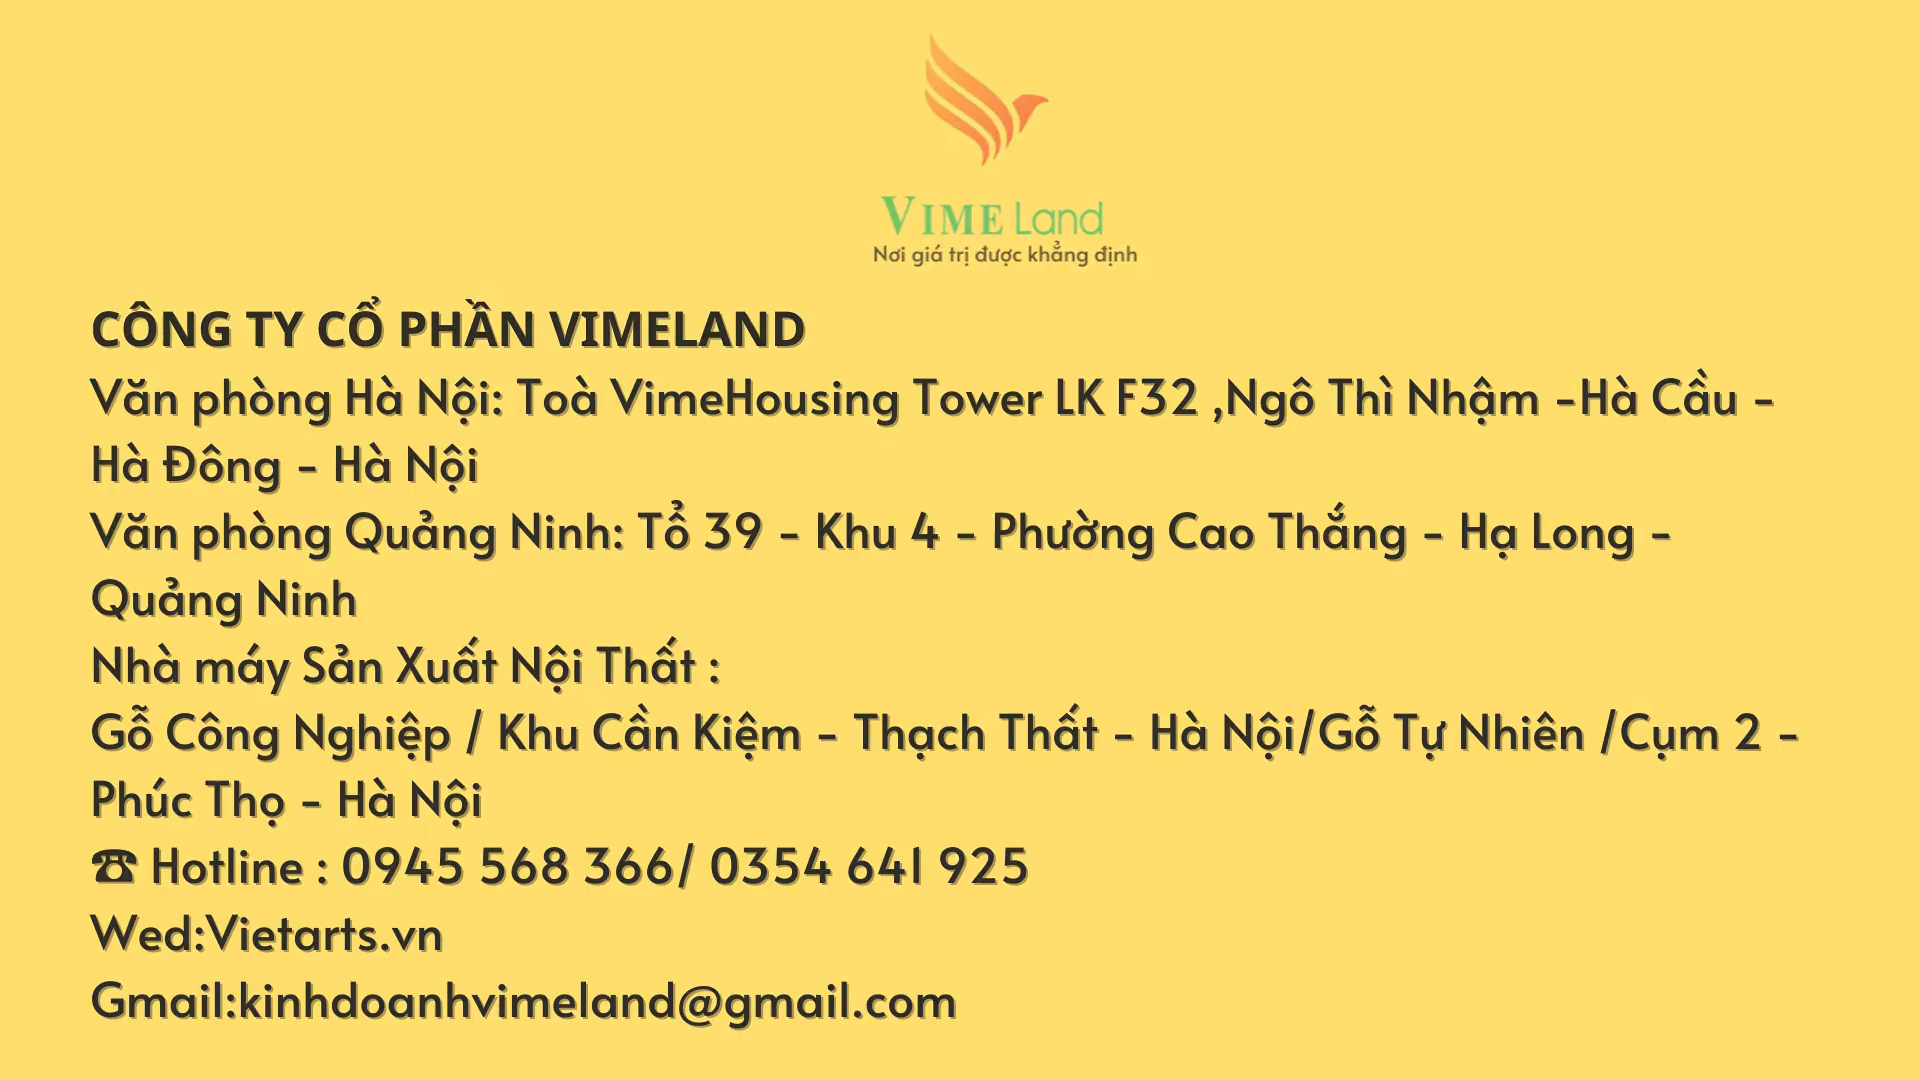 VIME Land
Nơi giá trị được khẳng định
CÔNG TY CỔ PHẦN VIMELAND
Văn phòng Hà Nội: Toà VimeHousing Tower LK F32 ,Ngô Thì Nhậm -Hà Cầu -
Hà Đông - Hà Nội
Văn phòng Quảng Ninh: Tổ 39 - Khu 4 - Phường Cao Thắng - Hạ Long -
Quảng Ninh
Nhà máy Sản Xuất Nội Thất :
Gỗ Công Nghiệp / Khu Cần Kiệm - Thạch Thất - Hà Nội/Gỗ Tự Nhiên /Cụm 2 -
Phúc Thọ - Hà Nội
☎ Hotline : 0945 568 366/ 0354 641 925
Wed:Vietarts.vn
Gmail:kinhdoanhvimeland@gmail.com